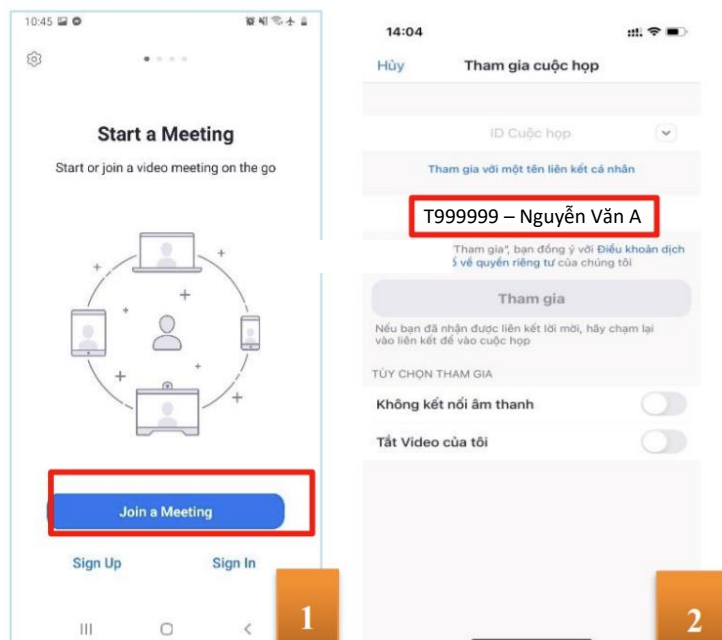 10:45
Start a Meeting
Start or join a video meeting on the go
Join a Meeting
Sign Up Sign In
1
14:04
Hủy Tham gia cuộc họp
ID Cuộc họp
Tham gia với một tên liên kết cá nhân
T999999 – Nguyễn Văn A
"Tham gia", bạn đồng ý với Điều khoản dịch
về quyền riêng tư của chúng tôi
Tham gia
Nếu bạn đã nhận được liên kết lời mời, hãy chạm lại
vào liên kết để vào cuộc họp
TÙY CHỌN THAM GIA
Không kết nối âm thanh
Tắt Video của tôi
2